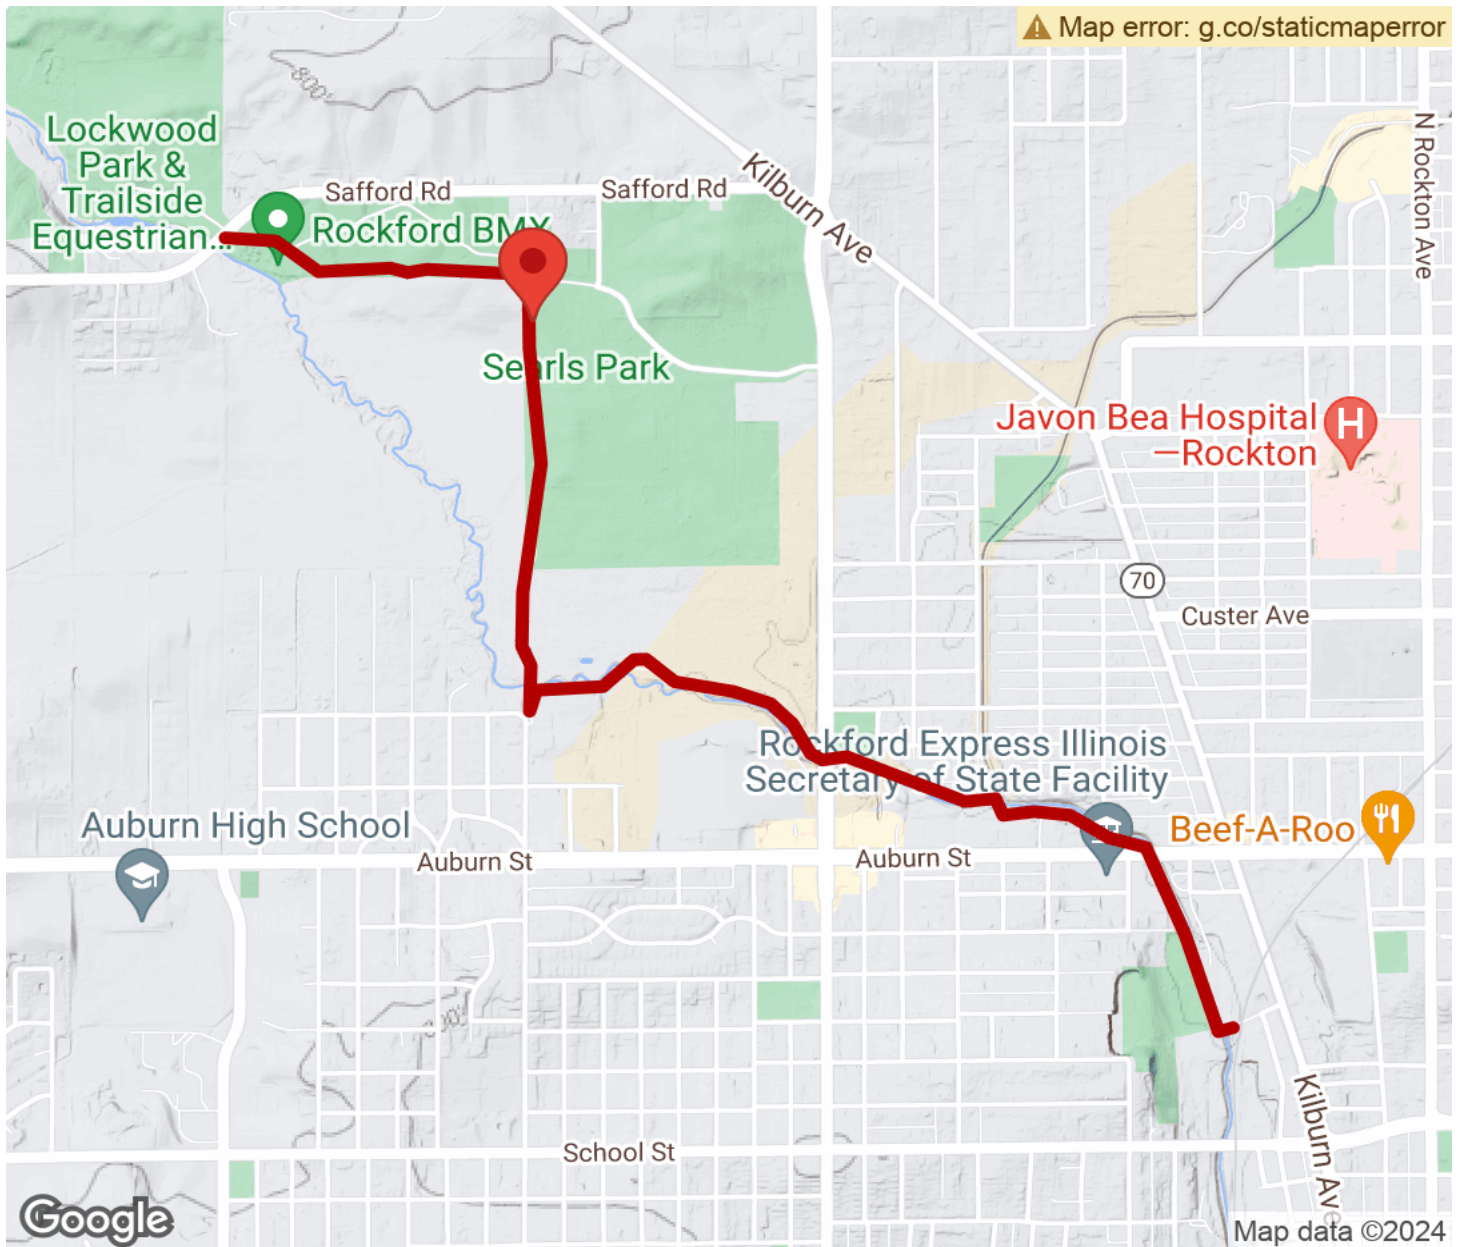 Map error: g.co/staticmaperror
800'
Lockwood
Park &
Trailside
Equestrian...
Safford Rd
Safford Rd
Kilburn Ave
N Rockton Ave
Rockford BMX
Searls Park
Javon Bea Hospital
—Rockton
H
70
Custer Ave
Rockford Express Illinois
Secretary of State Facility
Auburn High School
Beef-A-Roo
Auburn St
Auburn St
School St
Kilburn Ave
Google
Map data ©2024